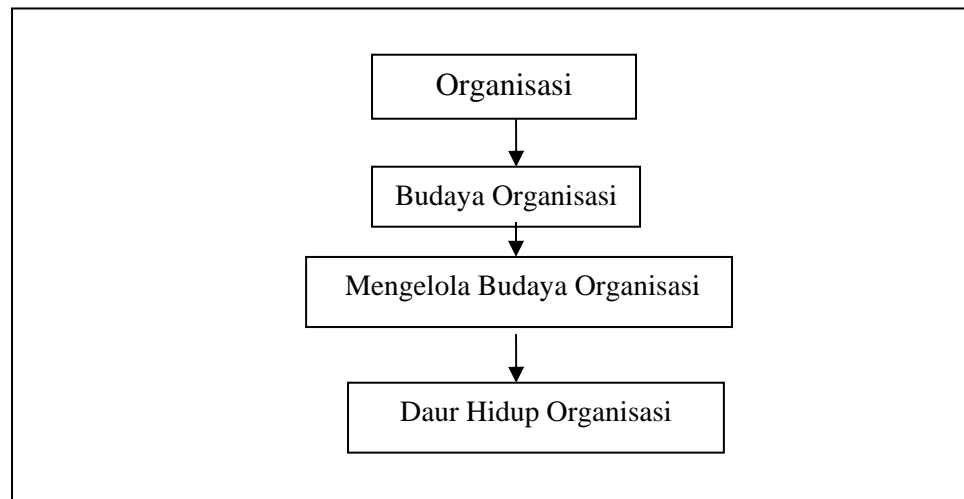 Organisasi
Budaya Organisasi
Mengelola Budaya Organisasi
Daur Hidup Organisasi